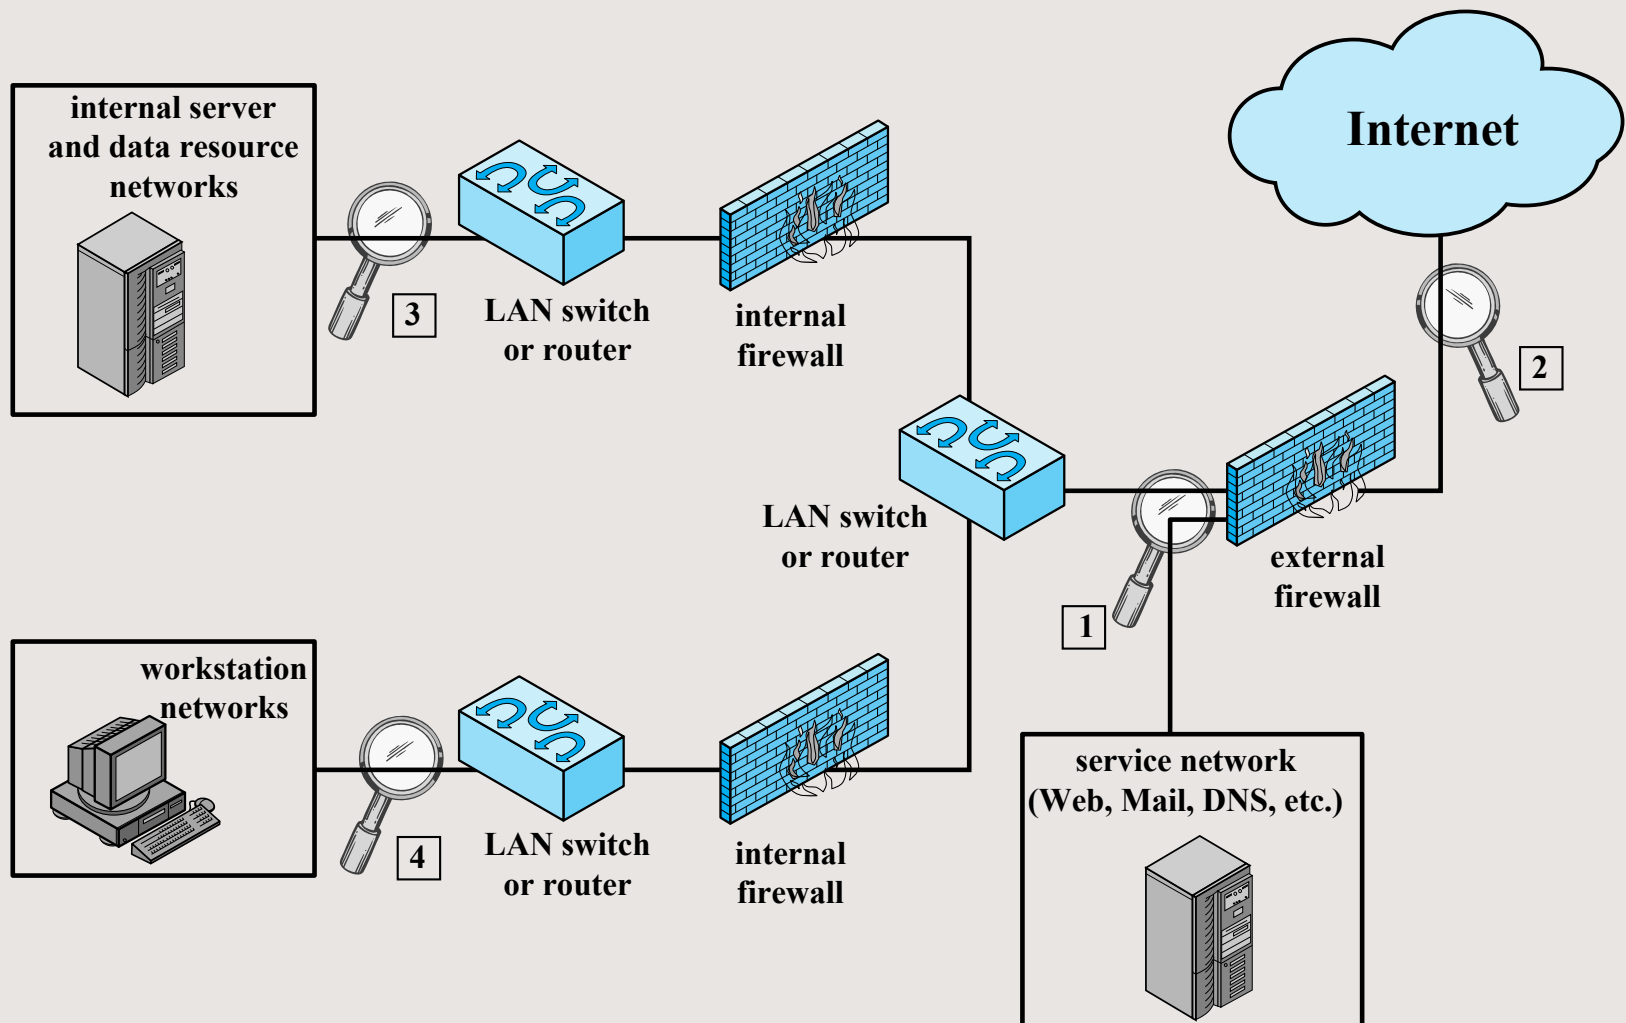 Internet
internal server
and data resource
networks
3
LAN switch
or router
internal
firewall
2
LAN switch
or router
external
firewall
1
workstation
networks
4
LAN switch
or router
internal
firewall
service network
(Web, Mail, DNS, etc.)